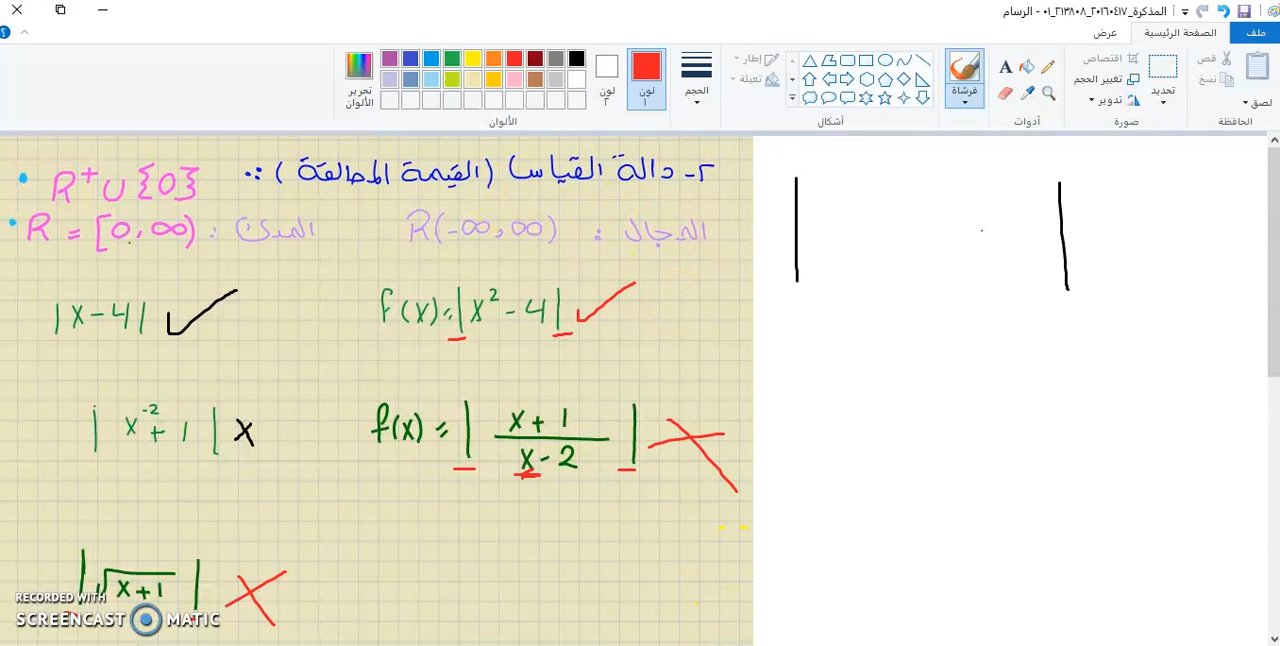 المذكرة_٢٠١٦٠٤١٧_٢١٣٨٠٨_٠١ - الرسام
ملف
الصفحة الرئيسية
عرض
لصق
قص
نسخ
الحافظة
تحديد
اقتصاص
تغيير الحجم
تدوير
صورة
أدوات
فرشاة
أشكال
إطار
تعبئة
الحجم
لون ١
لون ٢
تحرير الألوان
الألوان
٢- دالة القياس (القيمة المطلقة) :.
R⁺ ∪ {0}
المجال : R(-∞,∞)
المدى : R = [0,∞)
f(x)=|x²-4|
|x-4|
f(x) = | (x+1)/(x-2) |
| x⁻² + 1 | x
|√(x+1)|
RECORDED WITH
SCREENCAST MATIC